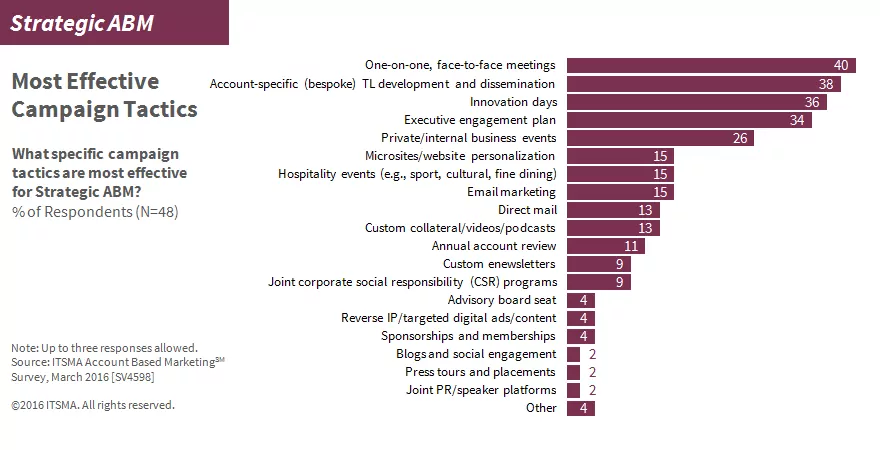 Strategic ABM
Most Effective
Campaign Tactics
What specific campaign
tactics are most effective
for Strategic ABM?
% of Respondents (N=48)
One-on-one, face-to-face meetings 40
Account-specific (bespoke) TL development and dissemination 38
Innovation days 36
Executive engagement plan 34
Private/internal business events 26
Microsites/website personalization 15
Hospitality events (e.g., sport, cultural, fine dining) 15
Email marketing 15
Direct mail 13
Custom collateral/videos/podcasts 13
Annual account review 11
Custom enewsletters 9
Joint corporate social responsibility (CSR) programs 9
Advisory board seat 4
Reverse IP/targeted digital ads/content 4
Sponsorships and memberships 4
Blogs and social engagement 2
Press tours and placements 2
Joint PR/speaker platforms 2
Other 4
Note: Up to three responses allowed.
Source: ITSMA Account Based Marketing℠
Survey, March 2016 [SV4598]
©2016 ITSMA. All rights reserved.